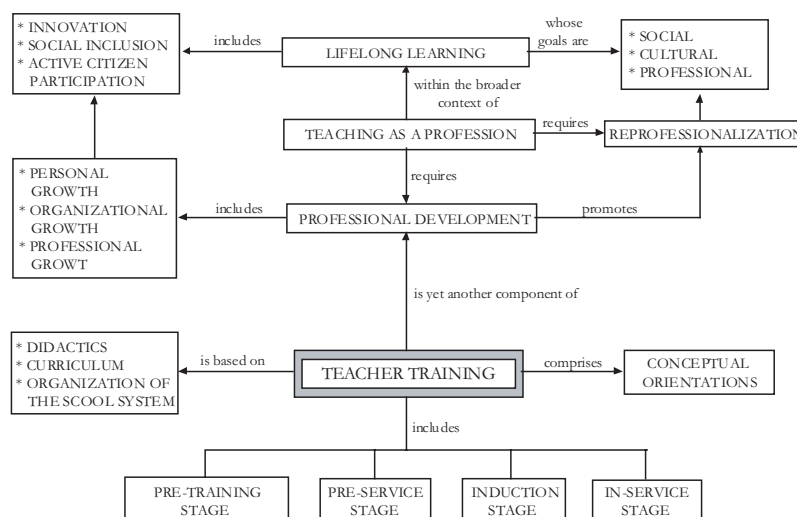 * INNOVATION
* SOCIAL INCLUSION
* ACTIVE CITIZEN
PARTICIPATION
includes
LIFELONG LEARNING
whose
goals are
* SOCIAL
* CULTURAL
* PROFESSIONAL
within the broader
context of
TEACHING AS A PROFESSION
requires
REPROFESSIONALIZATION
requires
* PERSONAL
GROWTH
* ORGANIZATIONAL
GROWTH
* PROFESSIONAL
GROWT
includes
PROFESSIONAL DEVELOPMENT
promotes
is yet another component of
* DIDACTICS
* CURRICULUM
* ORGANIZATION OF
THE SCOOL SYSTEM
is based on
TEACHER TRAINING
comprises
CONCEPTUAL
ORIENTATIONS
includes
PRE-TRAINING
STAGE
PRE-SERVICE
STAGE
INDUCTION
STAGE
IN-SERVICE
STAGE